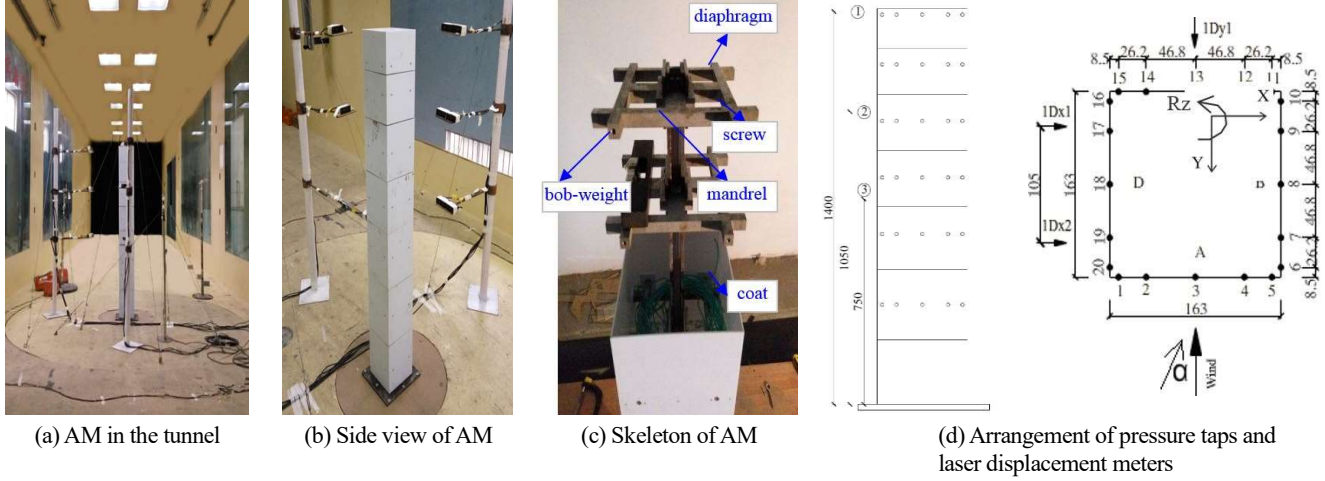 diaphragm
screw
bob-weight
mandrel
coat
1
2
3
1400
1050
750
1Dy1
26.2 46.8 46.8 26.2
8.5 8.5
15 14 13 12 11
8.5
16 X 10
1Dx1 Rz 26.2
17 9
Y 46.8
105 163 D 18 8
46.8
1Dx2
19 7
A 26.2
20 6
8.5
1 2 3 4 5
163
α Wind
(a) AM in the tunnel
(b) Side view of AM
(c) Skeleton of AM
(d) Arrangement of pressure taps and
laser displacement meters